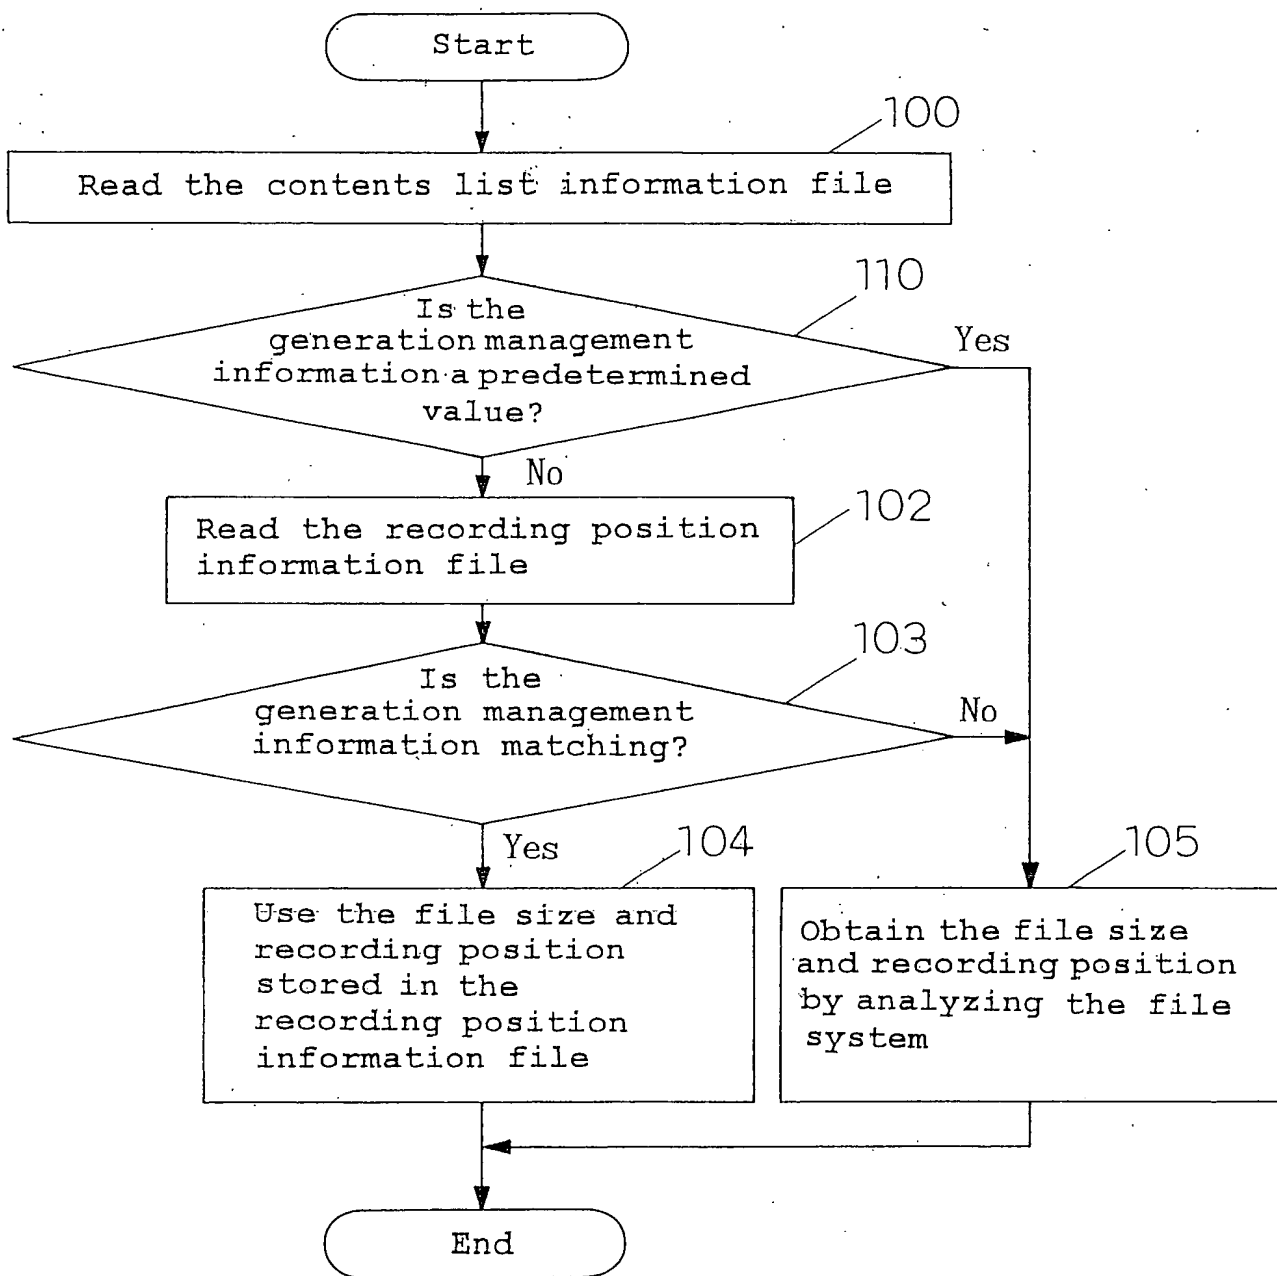 Start
100
Read the contents list information file
110
Is the
generation management
information a predetermined
value?
Yes
No
Read the recording position
information file
102
103
Is the
generation management
information matching?
No
Yes
104
Use the file size and
recording position
stored in the
recording position
information file
105
Obtain the file size
and recording position
by analyzing the file
system
End